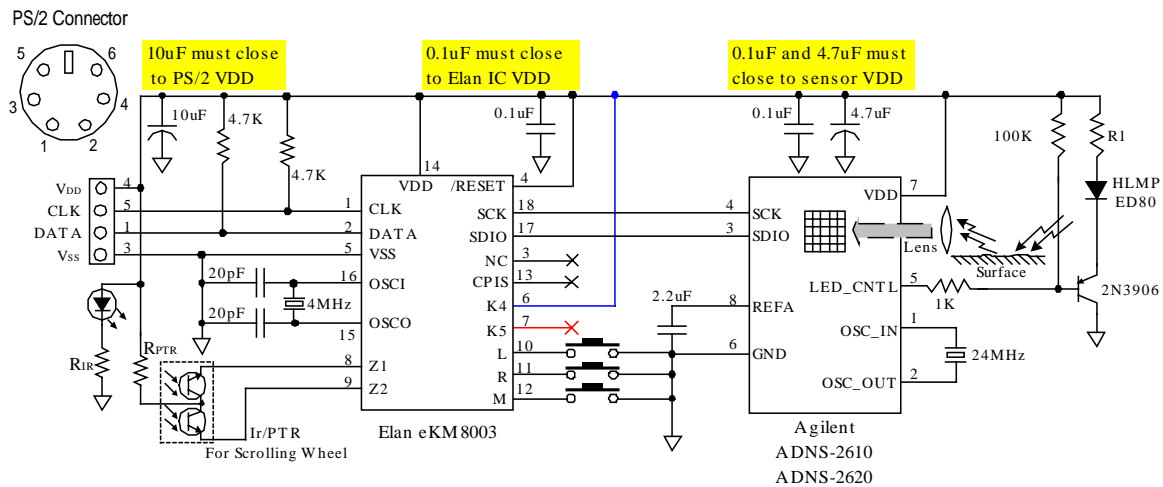 PS/2 Connector
5
6
3
4
1
2
10uF must close
to PS/2 VDD
0.1uF must close
to Elan IC VDD
0.1uF and 4.7uF must
close to sensor VDD
10uF
4.7K
4.7K
0.1uF
0.1uF
4.7uF
100K
R1
HLMP
ED80
VDD
CLK
DATA
VSS
4
5
1
3
14
VDD
/RESET
4
1
CLK
2
DATA
5
VSS
16
OSCI
OSCO
15
8
Z1
9
Z2
SCK
18
SDIO
17
NC
3
CPIS
13
K4
6
K5
7
L
10
R
11
M
12
20pF
20pF
4MHz
RIR
RPTR
Ir/PTR
For Scrolling Wheel
Elan eKM8003
2.2uF
4
SCK
3
SDIO
VDD
7
8
REFA
6
GND
LED_CNTL
5
OSC_IN
1
OSC_OUT
2
Lens
Surface
1K
2N3906
24MHz
Agilent
ADNS-2610
ADNS-2620